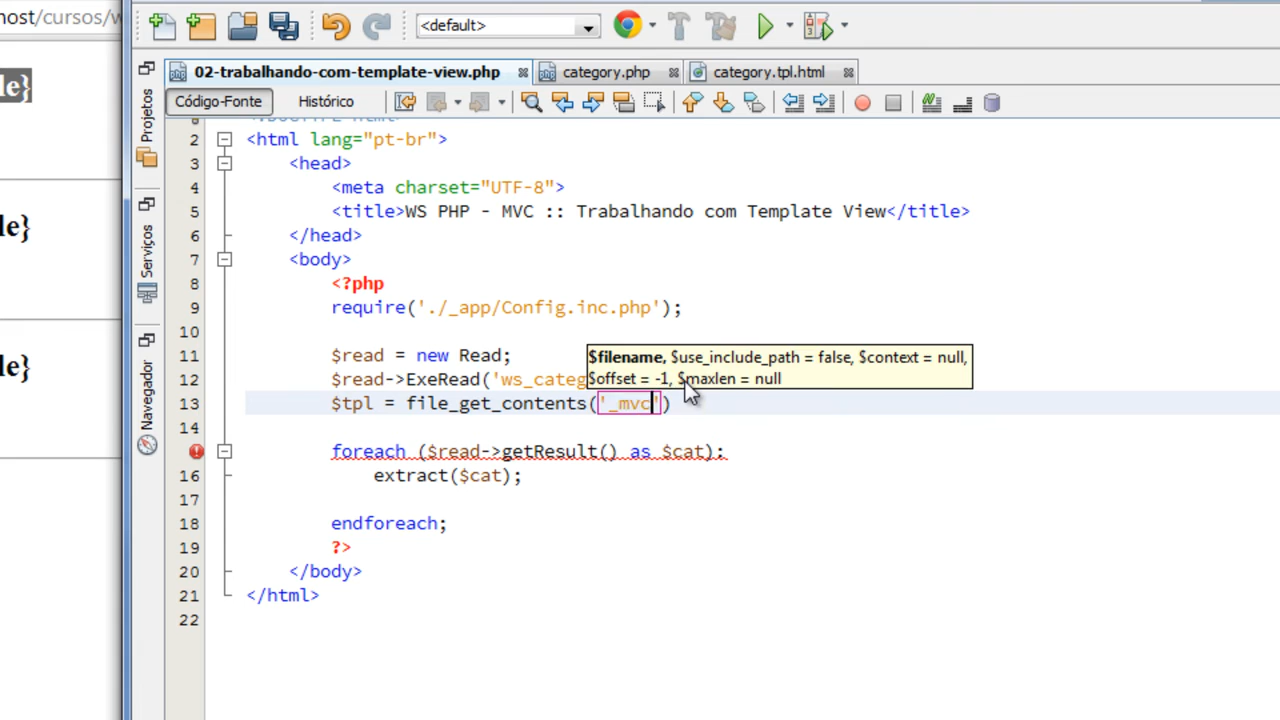 ost/cursos/w
<default>
le}
02-trabalhando-com-template-view.php
category.php
category.tpl.html
Código-Fonte
Histórico
Projetos
Serviços
Navegador
le}
le}
2 <html lang="pt-br">
3 <head>
4 <meta charset="UTF-8">
5 <title>WS PHP - MVC :: Trabalhando com Template View</title>
6 </head>
7 <body>
8 <?php
9 require('./_app/Config.inc.php');
10
11 $read = new Read;
$filename, $use_include_path = false, $context = null,
$offset = -1, $maxlen = null
12 $read->ExeRead('ws_categ
13 $tpl = file_get_contents('_mvc')
14
foreach ($read->getResult() as $cat):
16 extract($cat);
17
18 endforeach;
19 ?>
20 </body>
21 </html>
22